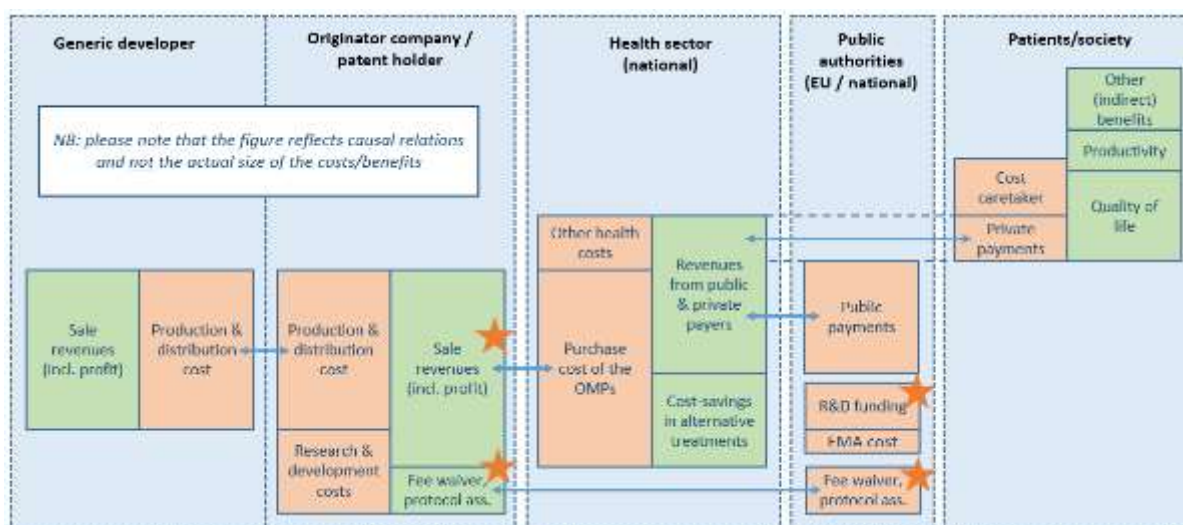 Generic developer
Originator company /
patent holder
Health sector
(national)
Public
authorities
(EU / national)
Patients/society
NB: please note that the figure reflects causal relations
and not the actual size of the costs/benefits
Sale
revenues
(incl. profit)
Production &
distribution
cost
Production &
distribution
cost
Research &
development
costs
Sale
revenues
(incl. profit)
Fee waiver,
protocol ass.
Other health
costs
Purchase
cost of the
OMPs
Revenues
from public
& private
payers
Cost-savings
in alternative
treatments
Public
payments
R&D funding
EMA cost
Fee waiver,
protocol ass.
Cost
caretaker
Private
payments
Other
(indirect)
benefits
Productivity
Quality of
life